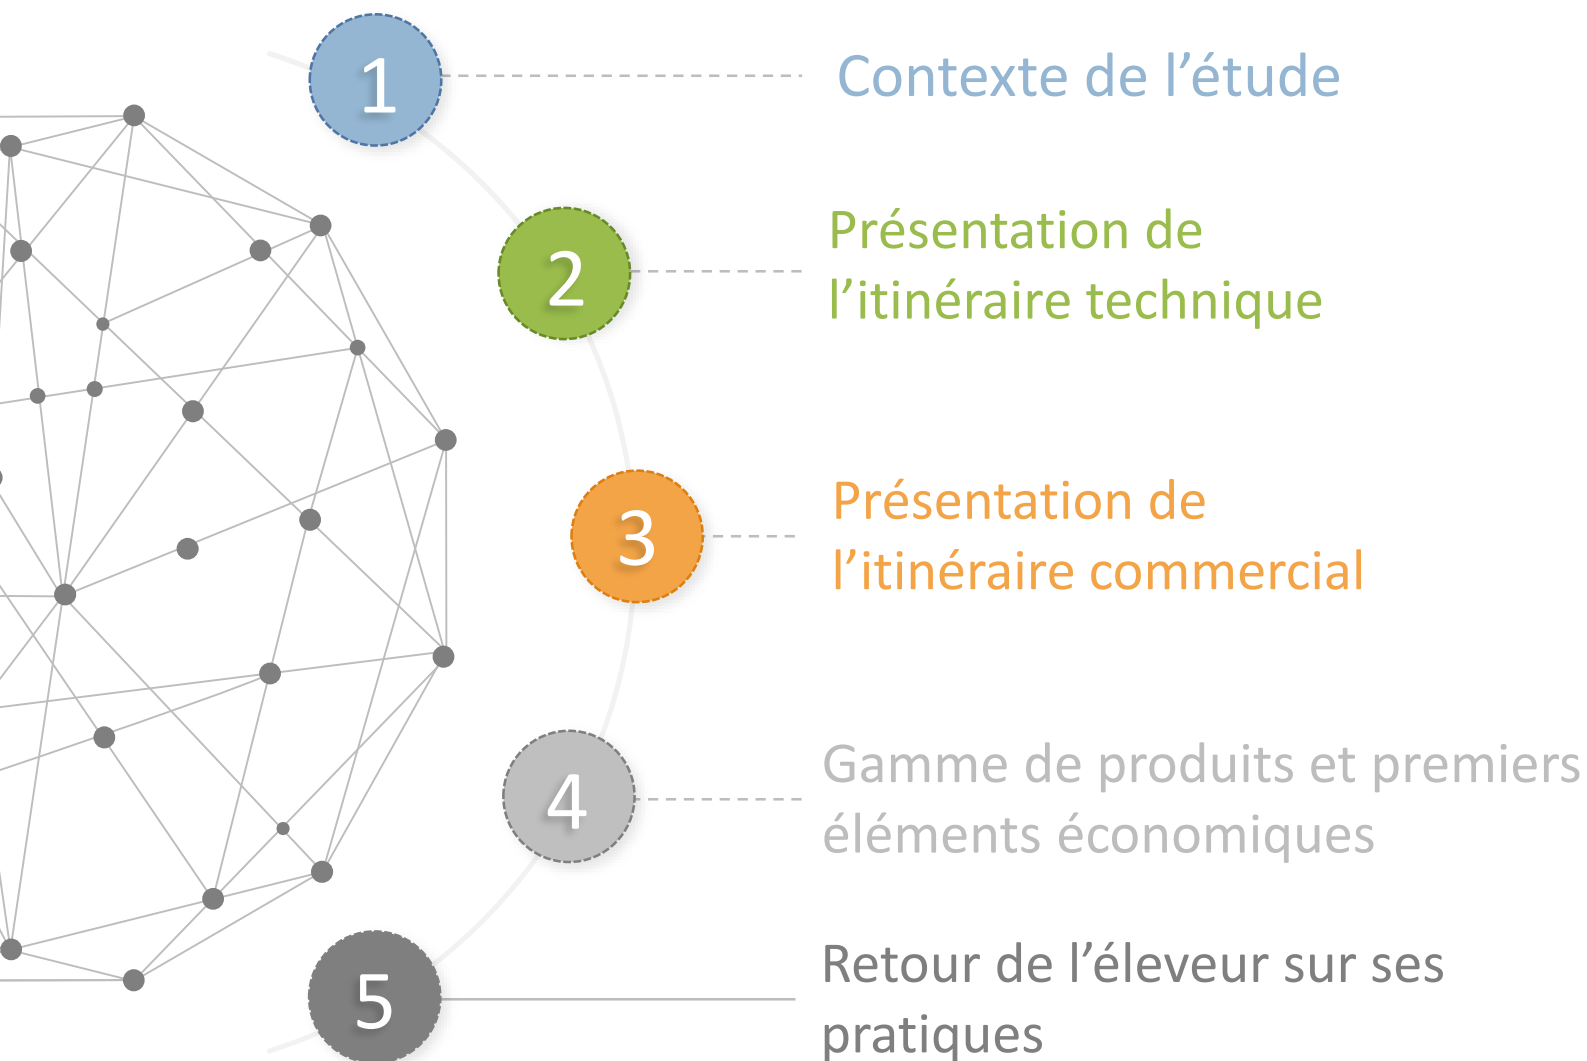 1
Contexte de l’étude
2
Présentation de
l’itinéraire technique
3
Présentation de
l’itinéraire commercial
4
Gamme de produits et premiers
éléments économiques
5
Retour de l’éleveur sur ses
pratiques